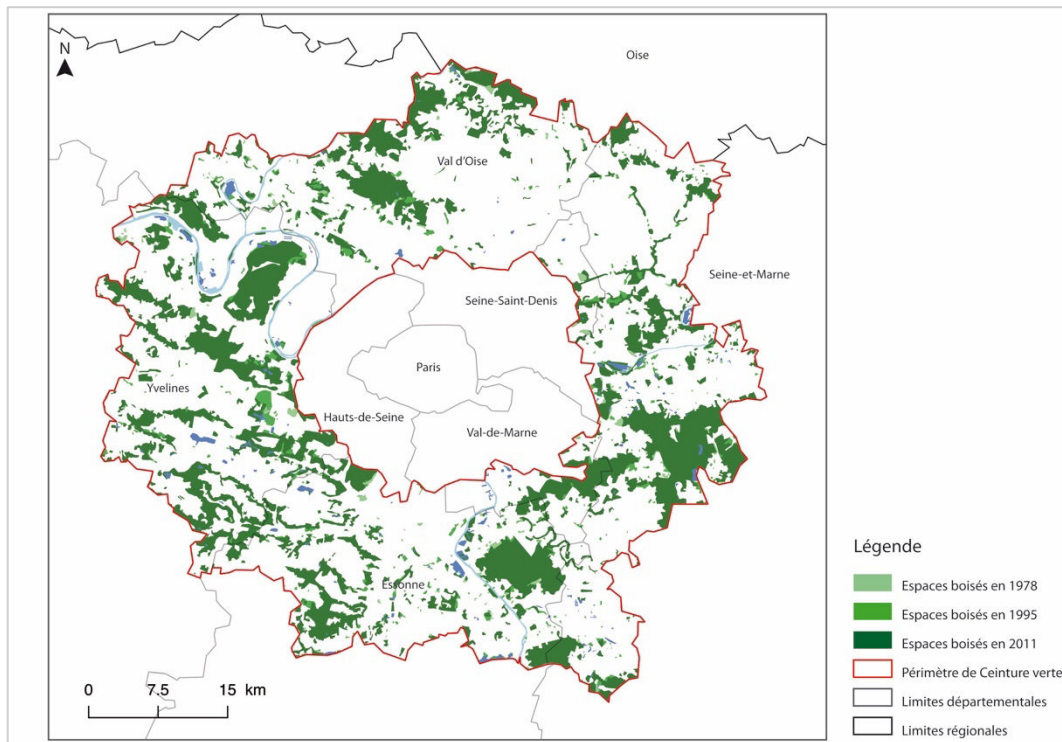 N
Oise
Val d'Oise
Seine-et-Marne
Seine-Saint-Denis
Paris
Yvelines
Hauts-de-Seine
Val-de-Marne
Essonne
Légende
Espaces boisés en 1978
Espaces boisés en 1995
Espaces boisés en 2011
Périmètre de Ceinture verte
Limites départementales
Limites régionales
0 7.5 15 km